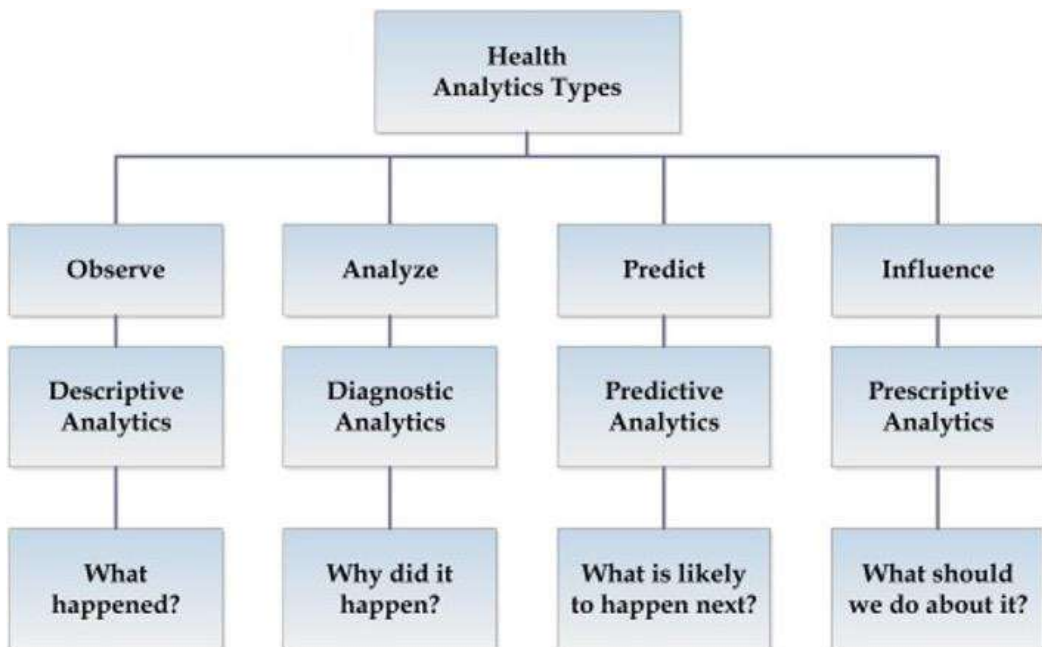 Health
Analytics Types
Observe
Analyze
Predict
Influence
Descriptive
Analytics
Diagnostic
Analytics
Predictive
Analytics
Prescriptive
Analytics
What
happened?
Why did it
happen?
What is likely
to happen next?
What should
we do about it?